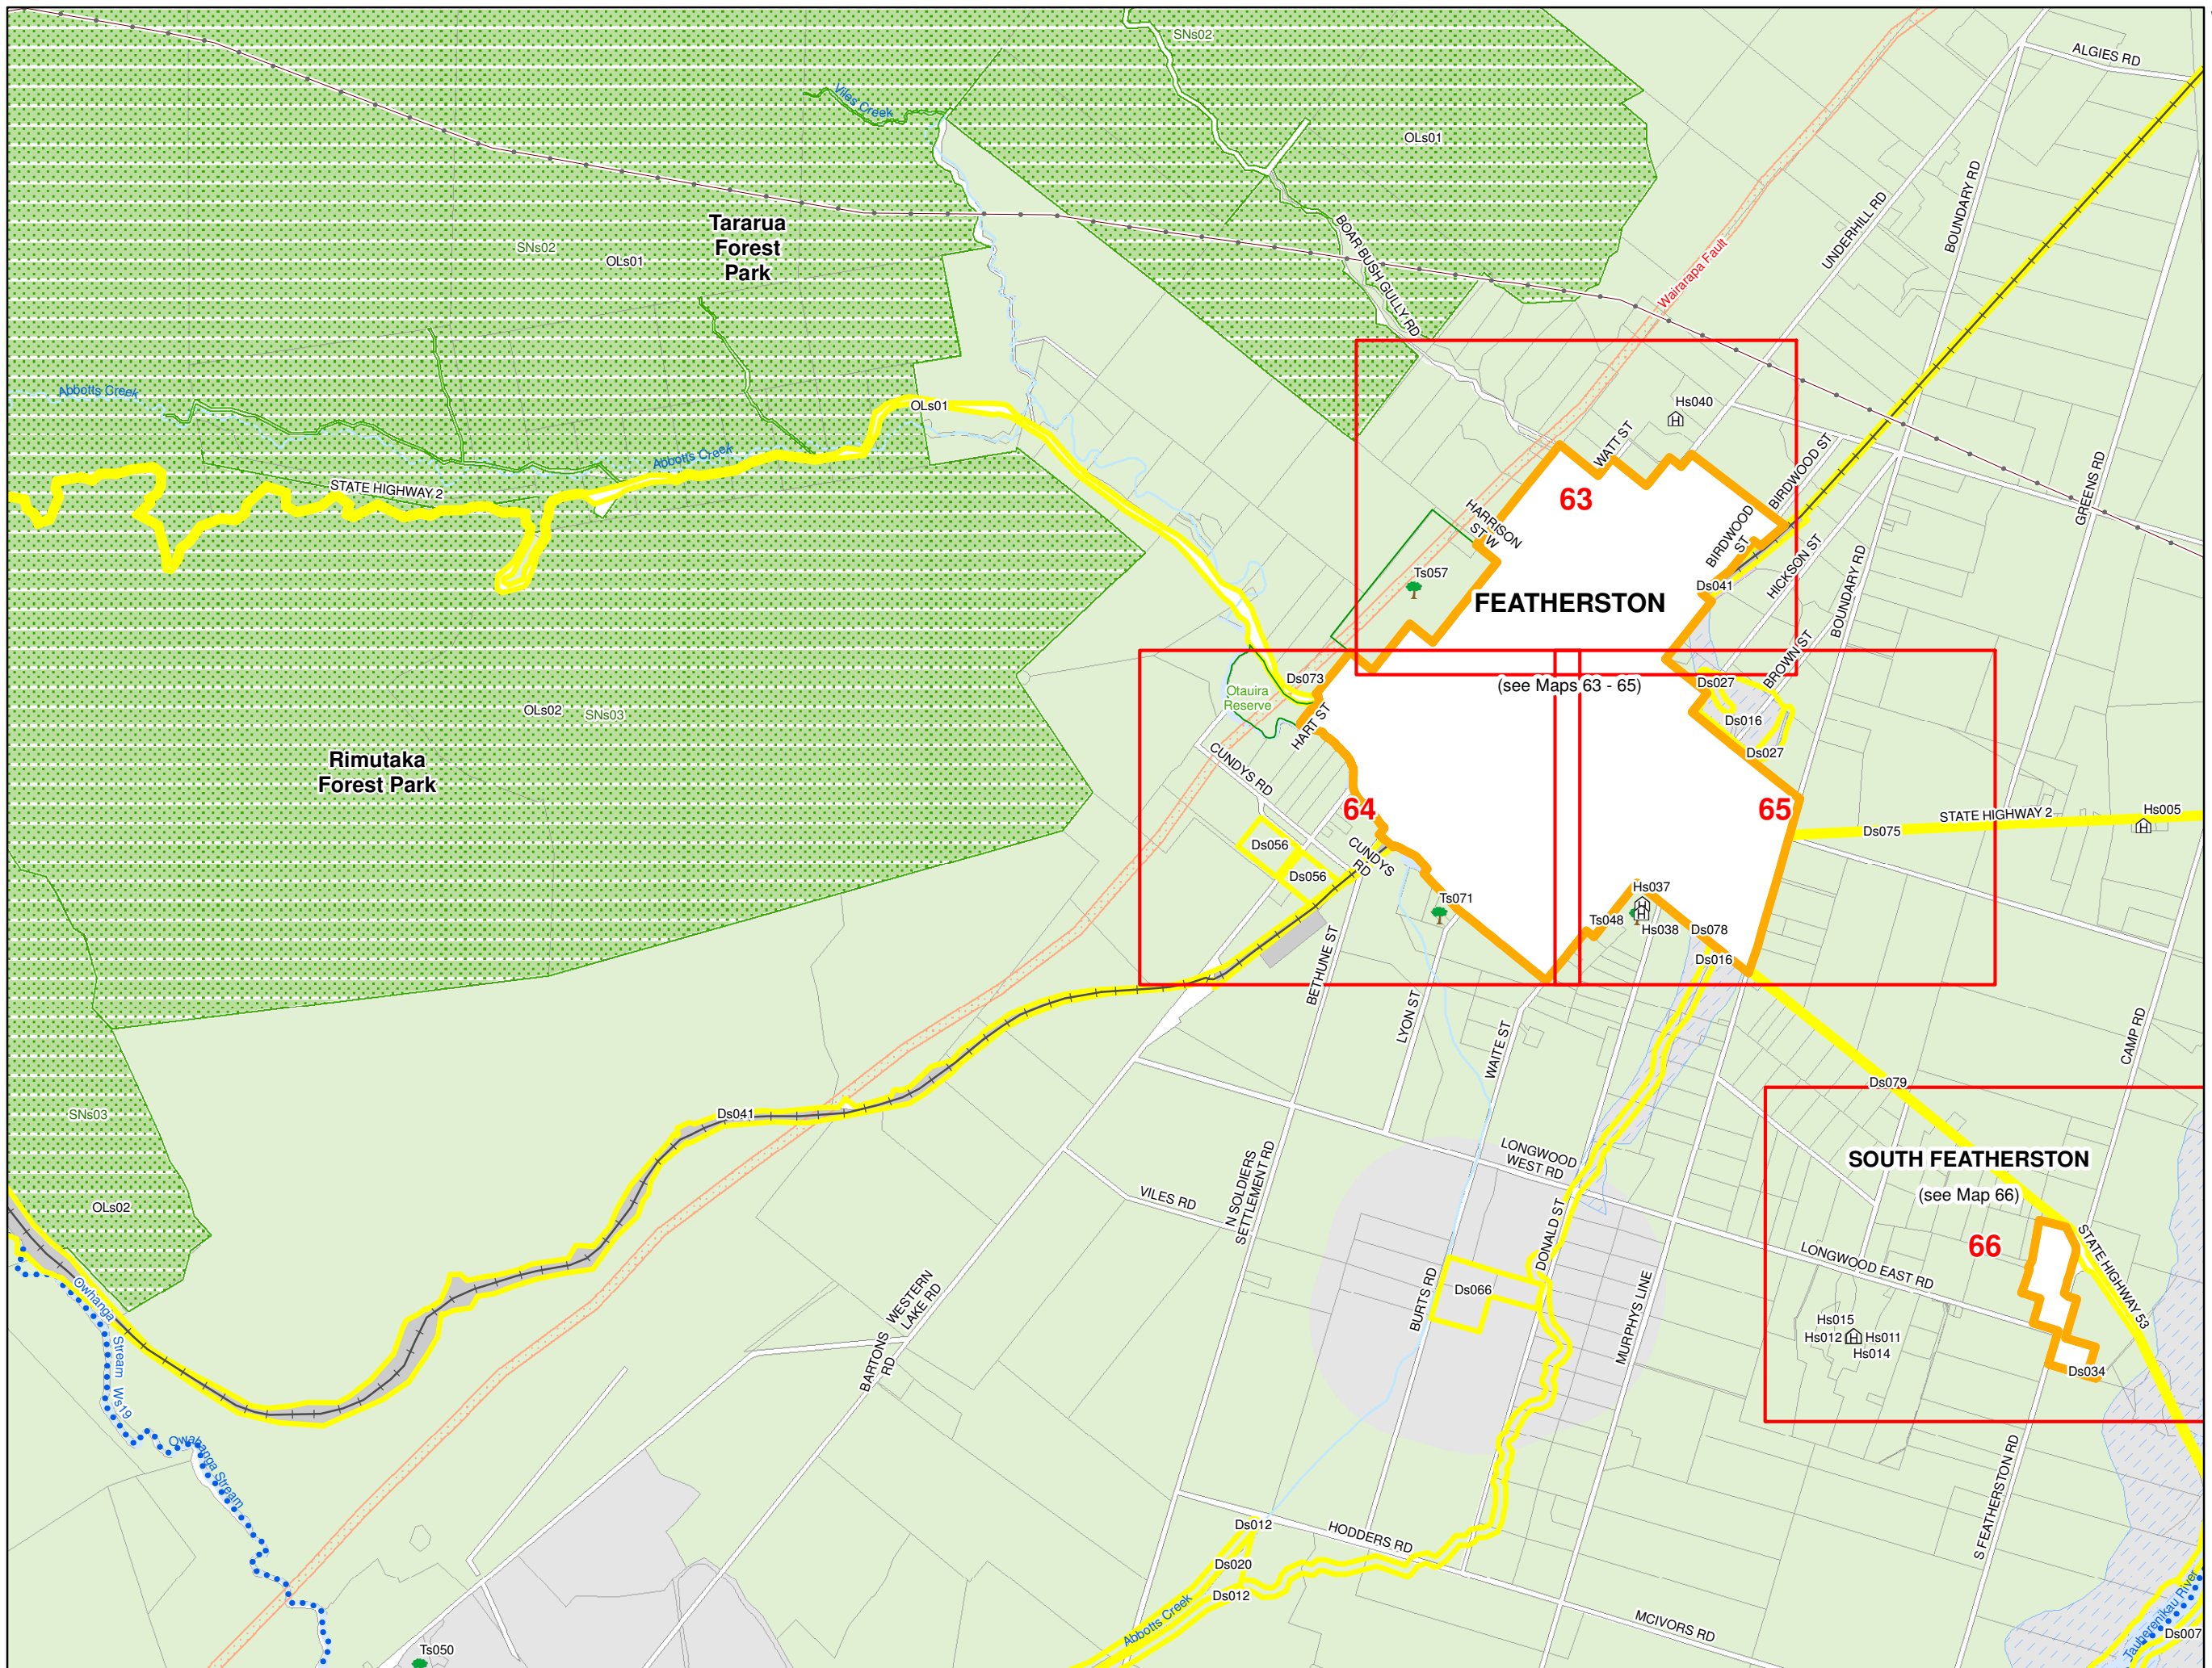 SNs02
ALGIES RD
Viles Creek
OLs01
Tararua
Forest
Park
SNs02
OLs01
BOAR BUSH GULLY RD
Wairarapa Fault
UNDERHILL RD
BOUNDARY RD
Abbotts Creek
OLs01
Hs040
WATT ST
BIRDWOOD ST
GREENS RD
Abbotts Creek
STATE HIGHWAY 2
63
HARRISON
ST W
BIRDWOOD
ST
HICKSON ST
BOUNDARY RD
Ts057
Ds041
FEATHERSTON
BROWN ST
(see Maps 63 - 65)
Ds073
Ds027
Otauira
Reserve
HART ST
OLs02
SNs03
Ds016
Ds027
Rimutaka
Forest Park
CUNDYS RD
64
65
STATE HIGHWAY 2
Hs005
Ds075
Ds056
CUNDYS
RD
Ds056
Hs037
Ts071
Ts048
Hs038
Ds078
Ds016
BETHUNE ST
LYON ST
WAITE ST
CAMP RD
Ds079
SNs03
Ds041
LONGWOOD
WEST RD
SOUTH FEATHERSTON
(see Map 66)
N SOLDIERS
SETTLEMENT RD
VILES RD
OLs02
DONALD ST
66
STATE HIGHWAY 53
LONGWOOD EAST RD
Owhanga Stream Ws19
WESTERN
LAKE RD
BARTONS
RD
BURTS RD
Ds066
MURPHYS LINE
Hs015
Hs012
Hs011
Hs014
Ds034
Owahanga Stream
S FEATHERSTON RD
Ds012
HODDERS RD
Ds020
Ds012
Abbotts Creek
MCIVORS RD
Tauherenikau River
Ds007
Ts050